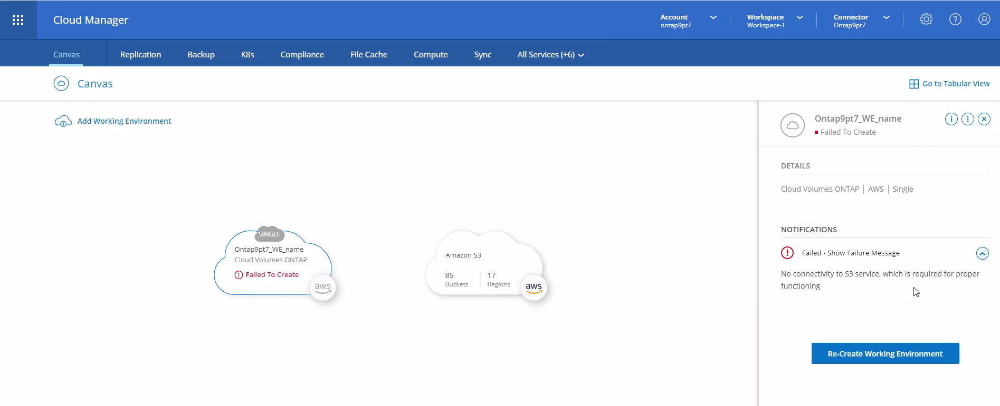 Cloud Manager
Account
ontap9pt7
Workspace
Workspace-1
Connector
Ontap9pt7
?
Canvas
Replication
Backup
K8s
Compliance
File Cache
Compute
Sync
All Services (+6)
Canvas
Go to Tabular View
Add Working Environment
SINGLE
Ontap9pt7_WE_name
Cloud Volumes ONTAP
! Failed To Create
aws
Amazon S3
85 17
Buckets Regions
aws
Ontap9pt7_WE_name
Failed To Create
i
DETAILS
Cloud Volumes ONTAP | AWS | Single
NOTIFICATIONS
! Failed - Show Failure Message
No connectivity to S3 service, which is required for proper
functioning
Re-Create Working Environment